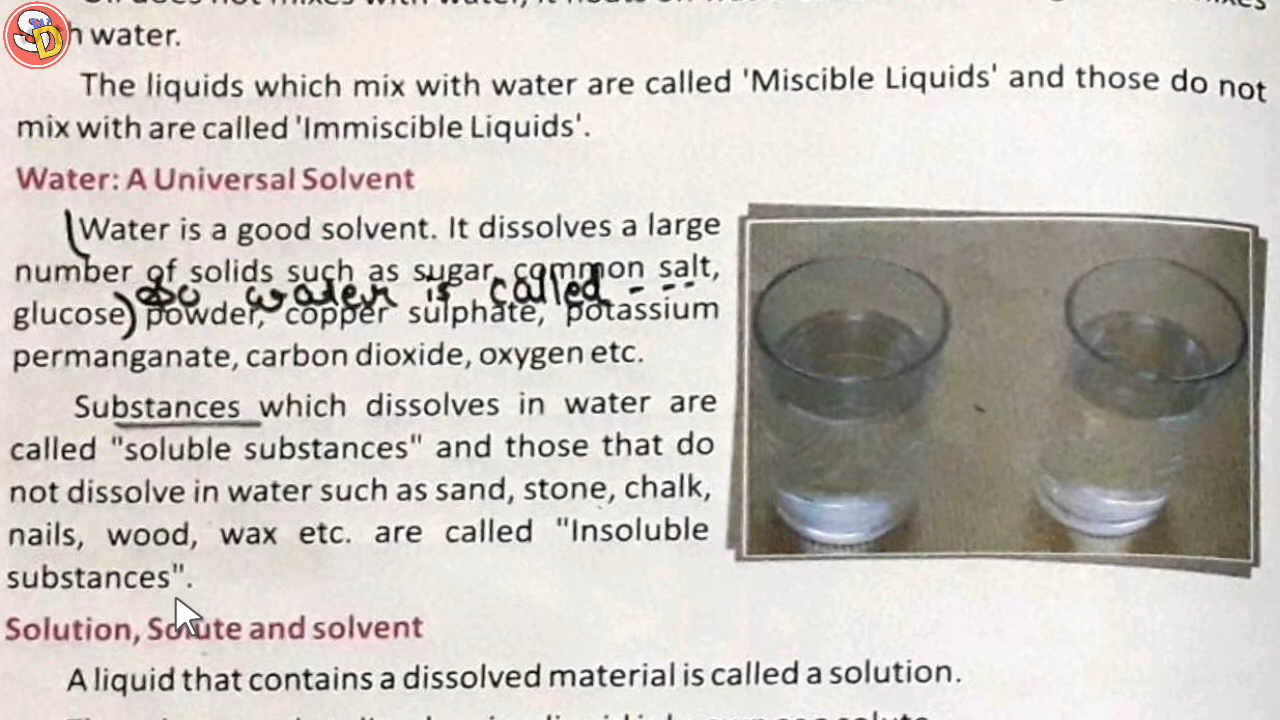 SD
with water.
The liquids which mix with water are called 'Miscible Liquids' and those do not
mix with are called 'Immiscible Liquids'.
Water: A Universal Solvent
Water is a good solvent. It dissolves a large
number of solids such as sugar, common salt,
So water is called - - -
glucose) powder, copper sulphate, potassium
permanganate, carbon dioxide, oxygen etc.
Substances which dissolves in water are
called "soluble substances" and those that do
not dissolve in water such as sand, stone, chalk,
nails, wood, wax etc. are called "Insoluble
substances".
Solution, Solute and solvent
A liquid that contains a dissolved material is called a solution.